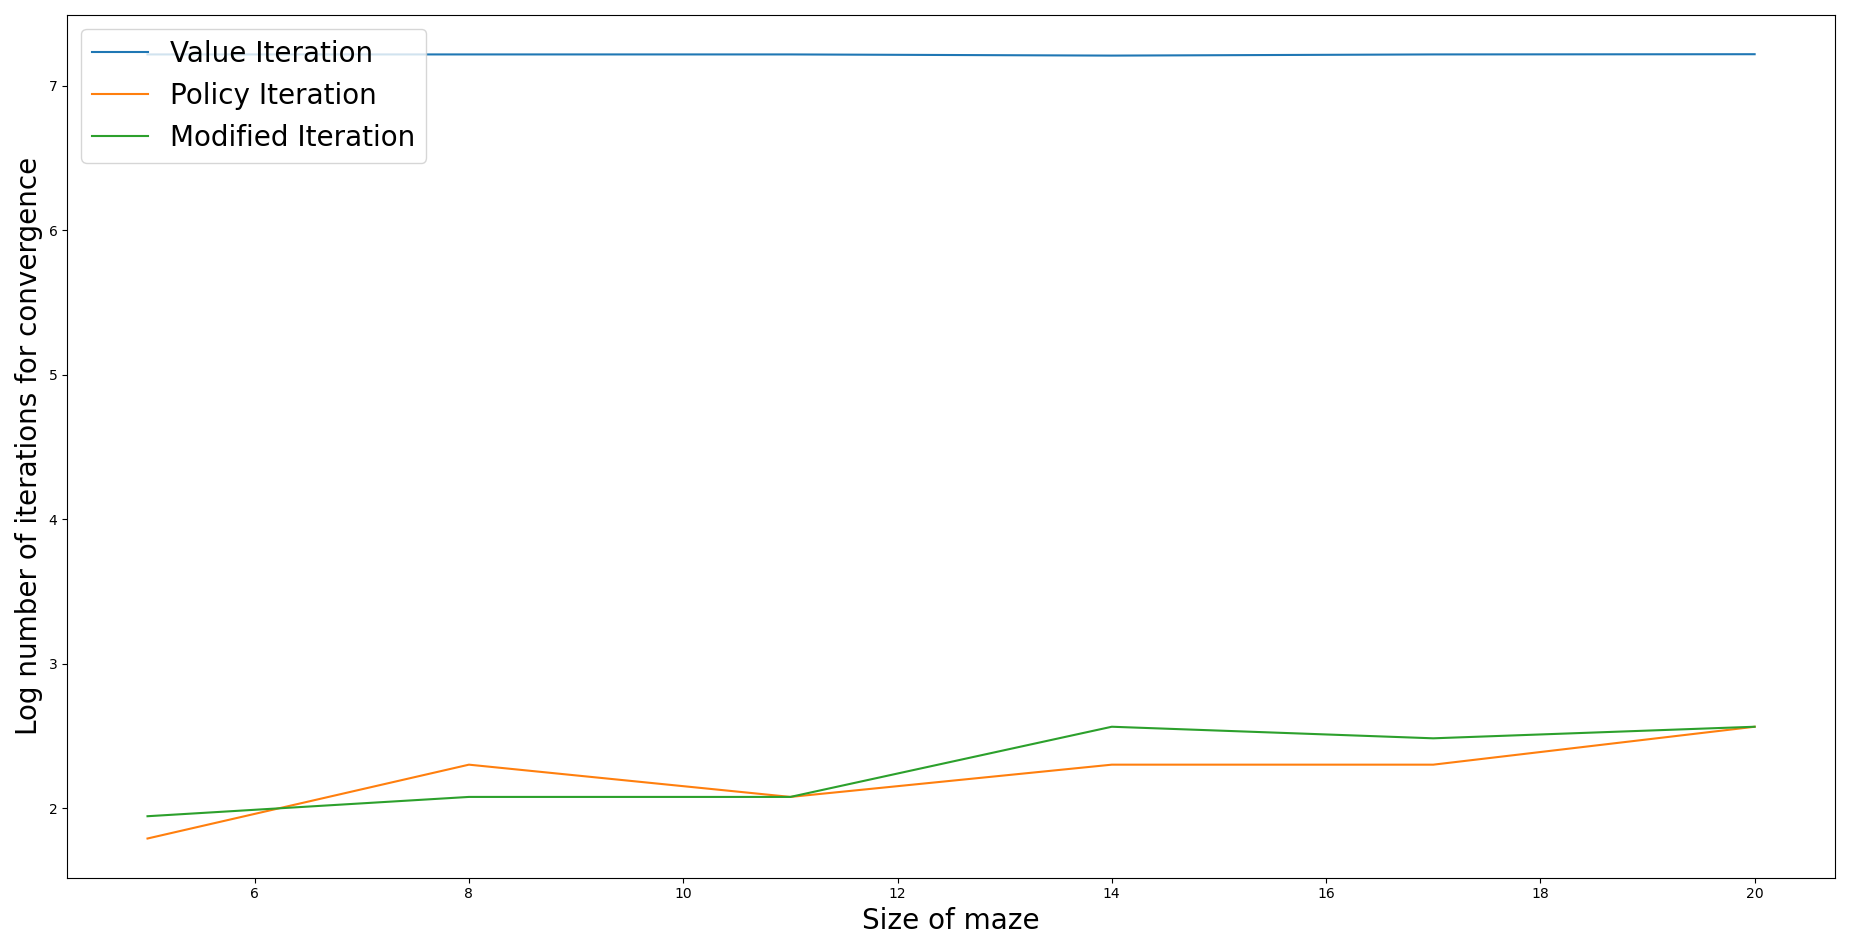 Value Iteration
Policy Iteration
Modified Iteration
Log number of iterations for convergence
7
6
5
4
3
2
6 8 10 12 14 16 18 20
Size of maze